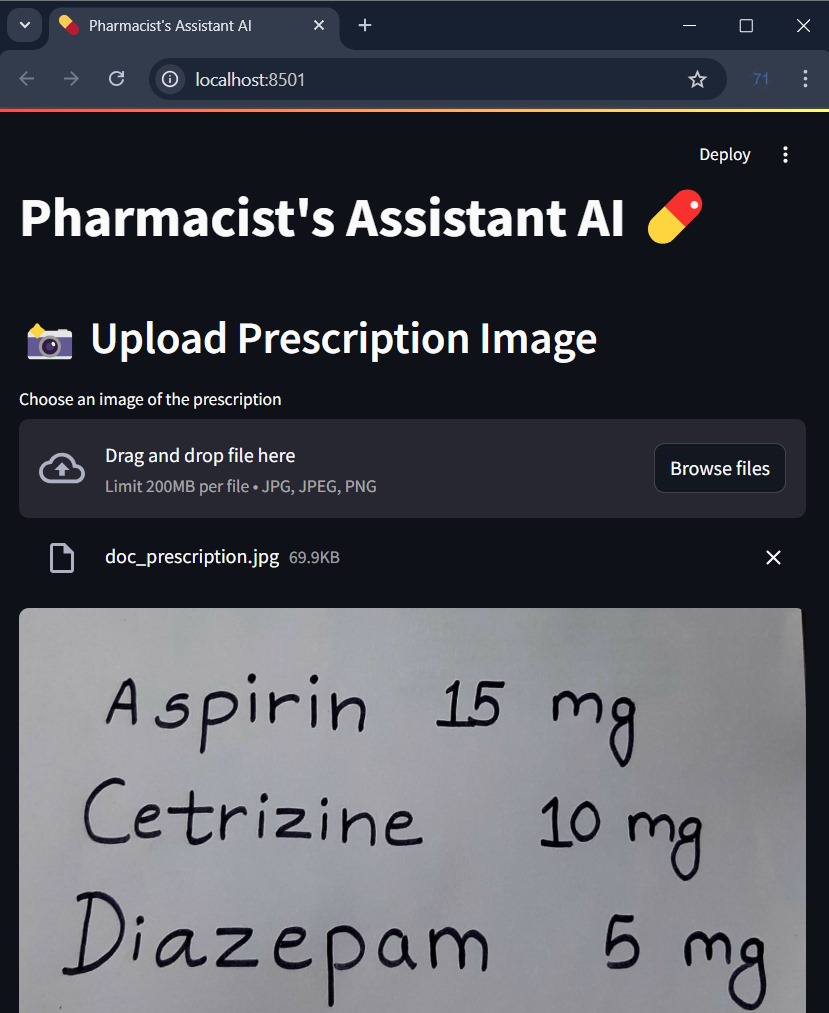 Pharmacist's Assistant AI
localhost:8501
71
Deploy
Pharmacist's Assistant AI
Upload Prescription Image
Choose an image of the prescription
Drag and drop file here
Limit 200MB per file • JPG, JPEG, PNG
Browse files
doc_prescription.jpg 69.9KB
Aspirin 15 mg
Cetrizine 10 mg
Diazepam 5 mg